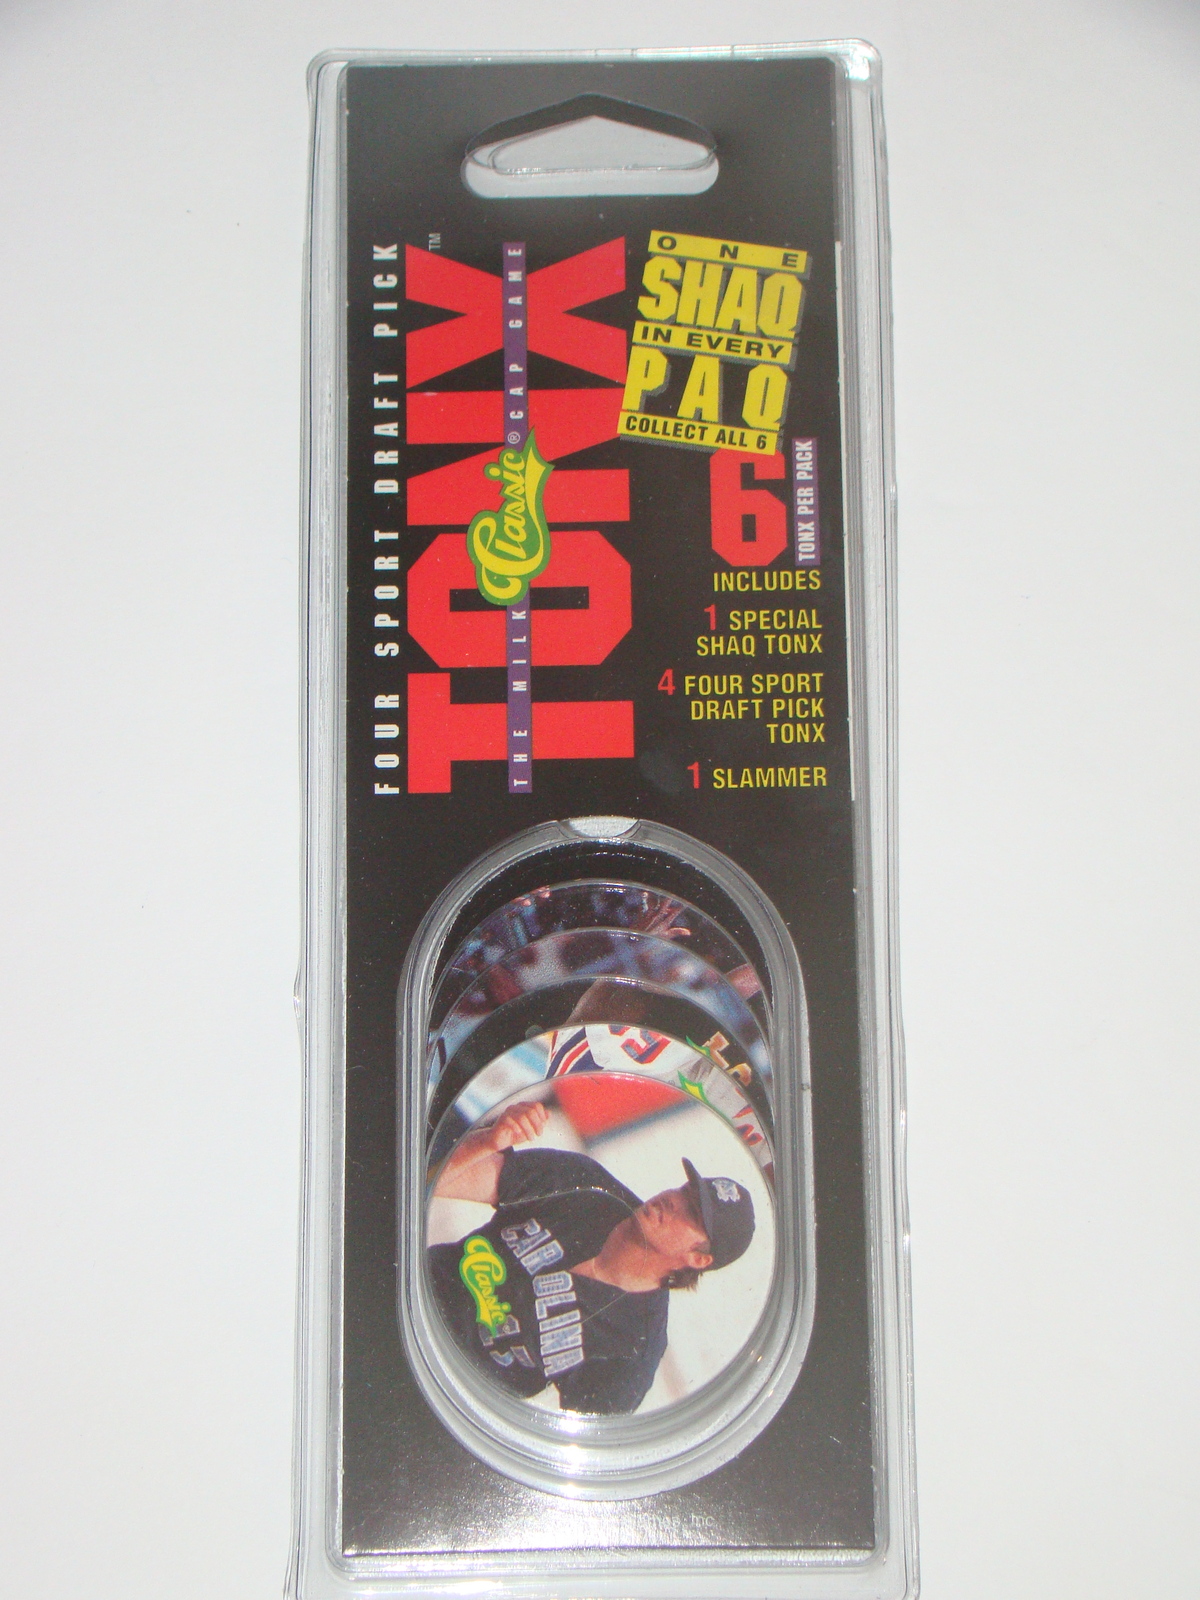 FOUR SPORT DRAFT PICK
TONX™
THE MILK CAP GAME
Classic®
ONE
SHAQ
IN EVERY
PAQ
COLLECT ALL 6
6
TONX PER PACK
INCLUDES
1 SPECIAL
SHAQ TONX
4 FOUR SPORT
DRAFT PICK
TONX
1 SLAMMER
CAROLINA
Classic